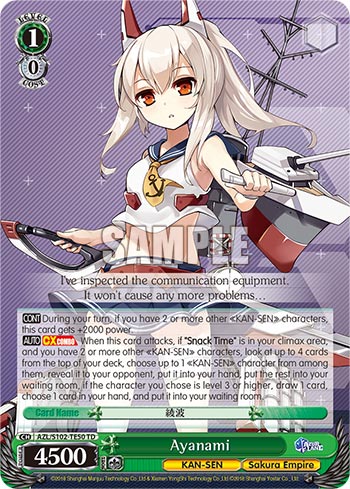 LEVEL
1
0
COST
SAMPLE
I've inspected the communication equipment.
It won't cause any more problems…
CONT During your turn, if you have 2 or more other «KAN-SEN» characters,
this card gets +2000 power.
AUTO CX COMBO When this card attacks, if "Snack Time" is in your climax area,
and you have 2 or more other «KAN-SEN» characters, look at up to 4 cards
from the top of your deck, choose up to 1 «KAN-SEN» character from among
them, reveal it to your opponent, put it into your hand, put the rest into your
waiting room, if the character you chose is level 3 or higher, draw 1 card,
choose 1 card in your hand, and put it into your waiting room.
Card Name
綾波
CH AZL/S102-TE50 TD
Ayanami
POWER
4500
KAN-SEN
Sakura Empire